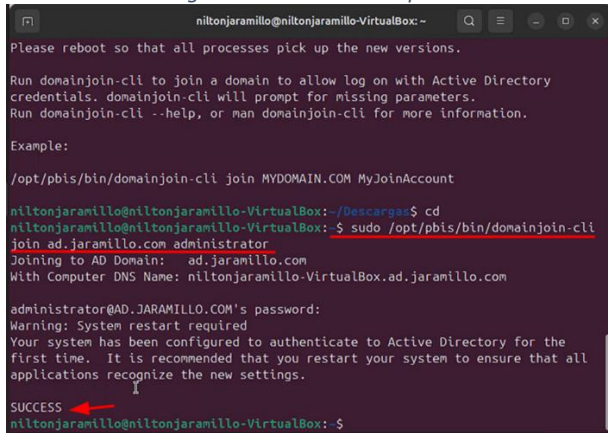 niltonjaramillo@niltonjaramillo-VirtualBox: ~
Please reboot so that all processes pick up the new versions.
Run domainjoin-cli to join a domain to allow log on with Active Directory
credentials. domainjoin-cli will prompt for missing parameters.
Run domainjoin-cli --help, or man domainjoin-cli for more information.
Example:
/opt/pbis/bin/domainjoin-cli join MYDOMAIN.COM MyJoinAccount
niltonjaramillo@niltonjaramillo-VirtualBox:~/Descargas$ cd
niltonjaramillo@niltonjaramillo-VirtualBox:~$ sudo /opt/pbis/bin/domainjoin-cli
join ad.jaramillo.com administrator
Joining to AD Domain:   ad.jaramillo.com
With Computer DNS Name: niltonjaramillo-VirtualBox.ad.jaramillo.com
administrator@AD.JARAMILLO.COM's password:
Warning: System restart required
Your system has been configured to authenticate to Active Directory for the
first time.  It is recommended that you restart your system to ensure that all
applications recognize the new settings.
SUCCESS
niltonjaramillo@niltonjaramillo-VirtualBox:~$